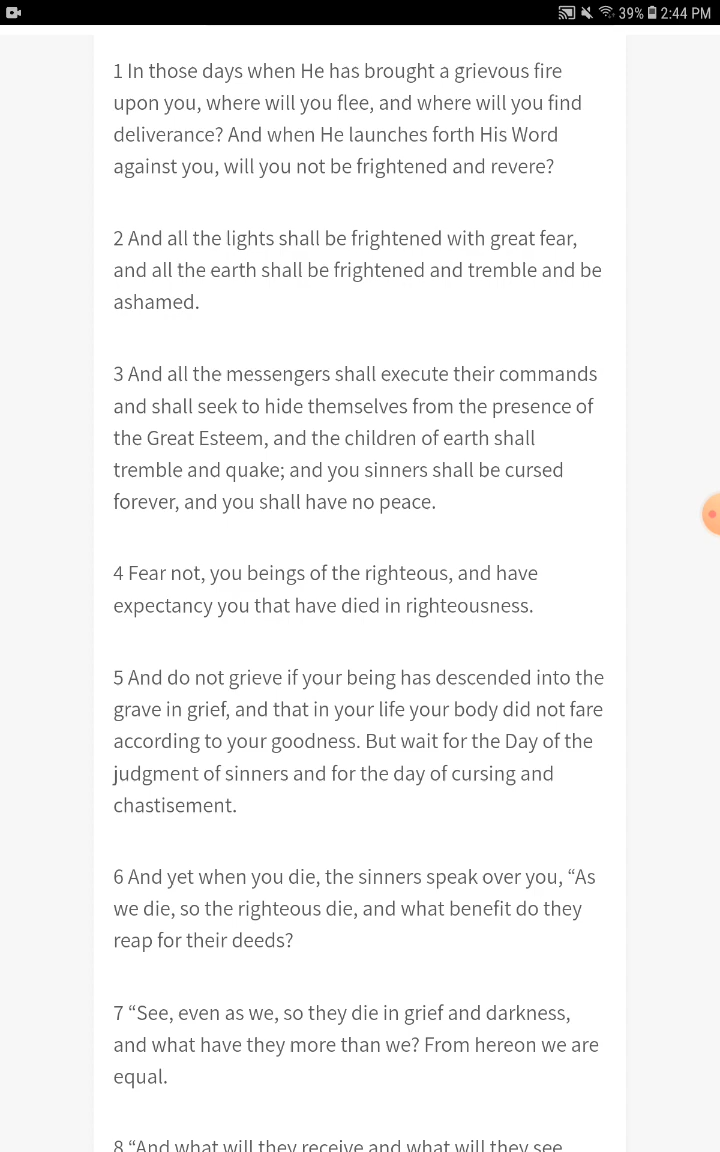 39% 2:44 PM
1 In those days when He has brought a grievous fire
upon you, where will you flee, and where will you find
deliverance? And when He launches forth His Word
against you, will you not be frightened and revere?
2 And all the lights shall be frightened with great fear,
and all the earth shall be frightened and tremble and be
ashamed.
3 And all the messengers shall execute their commands
and shall seek to hide themselves from the presence of
the Great Esteem, and the children of earth shall
tremble and quake; and you sinners shall be cursed
forever, and you shall have no peace.
4 Fear not, you beings of the righteous, and have
expectancy you that have died in righteousness.
5 And do not grieve if your being has descended into the
grave in grief, and that in your life your body did not fare
according to your goodness. But wait for the Day of the
judgment of sinners and for the day of cursing and
chastisement.
6 And yet when you die, the sinners speak over you, “As
we die, so the righteous die, and what benefit do they
reap for their deeds?
7 “See, even as we, so they die in grief and darkness,
and what have they more than we? From hereon we are
equal.
8 “And what will they receive and what will they see